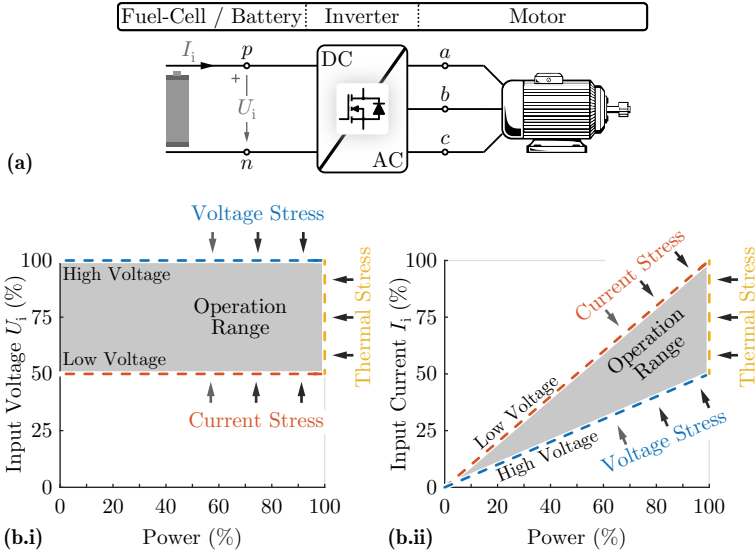 Fuel-Cell / Battery Inverter Motor
I_i p DC a
+ U_i b
n AC c
(a)
Voltage Stress
100
High Voltage
75
Operation
Range
50
Low Voltage
25
0
Input Voltage U_i (%)
Current Stress
Thermal Stress
0 20 40 60 80 100
(b.i) Power (%)
100
75
50
25
0
Input Current I_i (%)
Current Stress
Low Voltage
Operation
Range
High Voltage
Voltage Stress
Thermal Stress
0 20 40 60 80 100
(b.ii) Power (%)